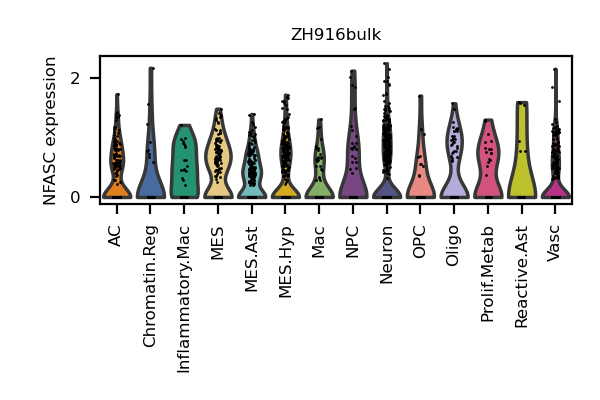 ZH916bulk
NFASC expression
2
0
AC
Chromatin.Reg
Inflammatory.Mac
MES
MES.Ast
MES.Hyp
Mac
NPC
Neuron
OPC
Oligo
Prolif.Metab
Reactive.Ast
Vasc